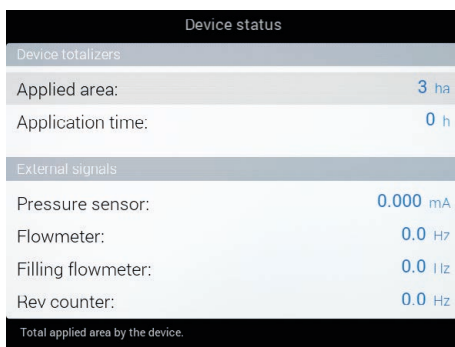 Device status
Device totalizers
Applied area: 3 ha
Application time: 0 h
External signals
Pressure sensor: 0.000 mA
Flowmeter: 0.0 Hz
Filling flowmeter: 0.0 Hz
Rev counter: 0.0 Hz
Total applied area by the device.